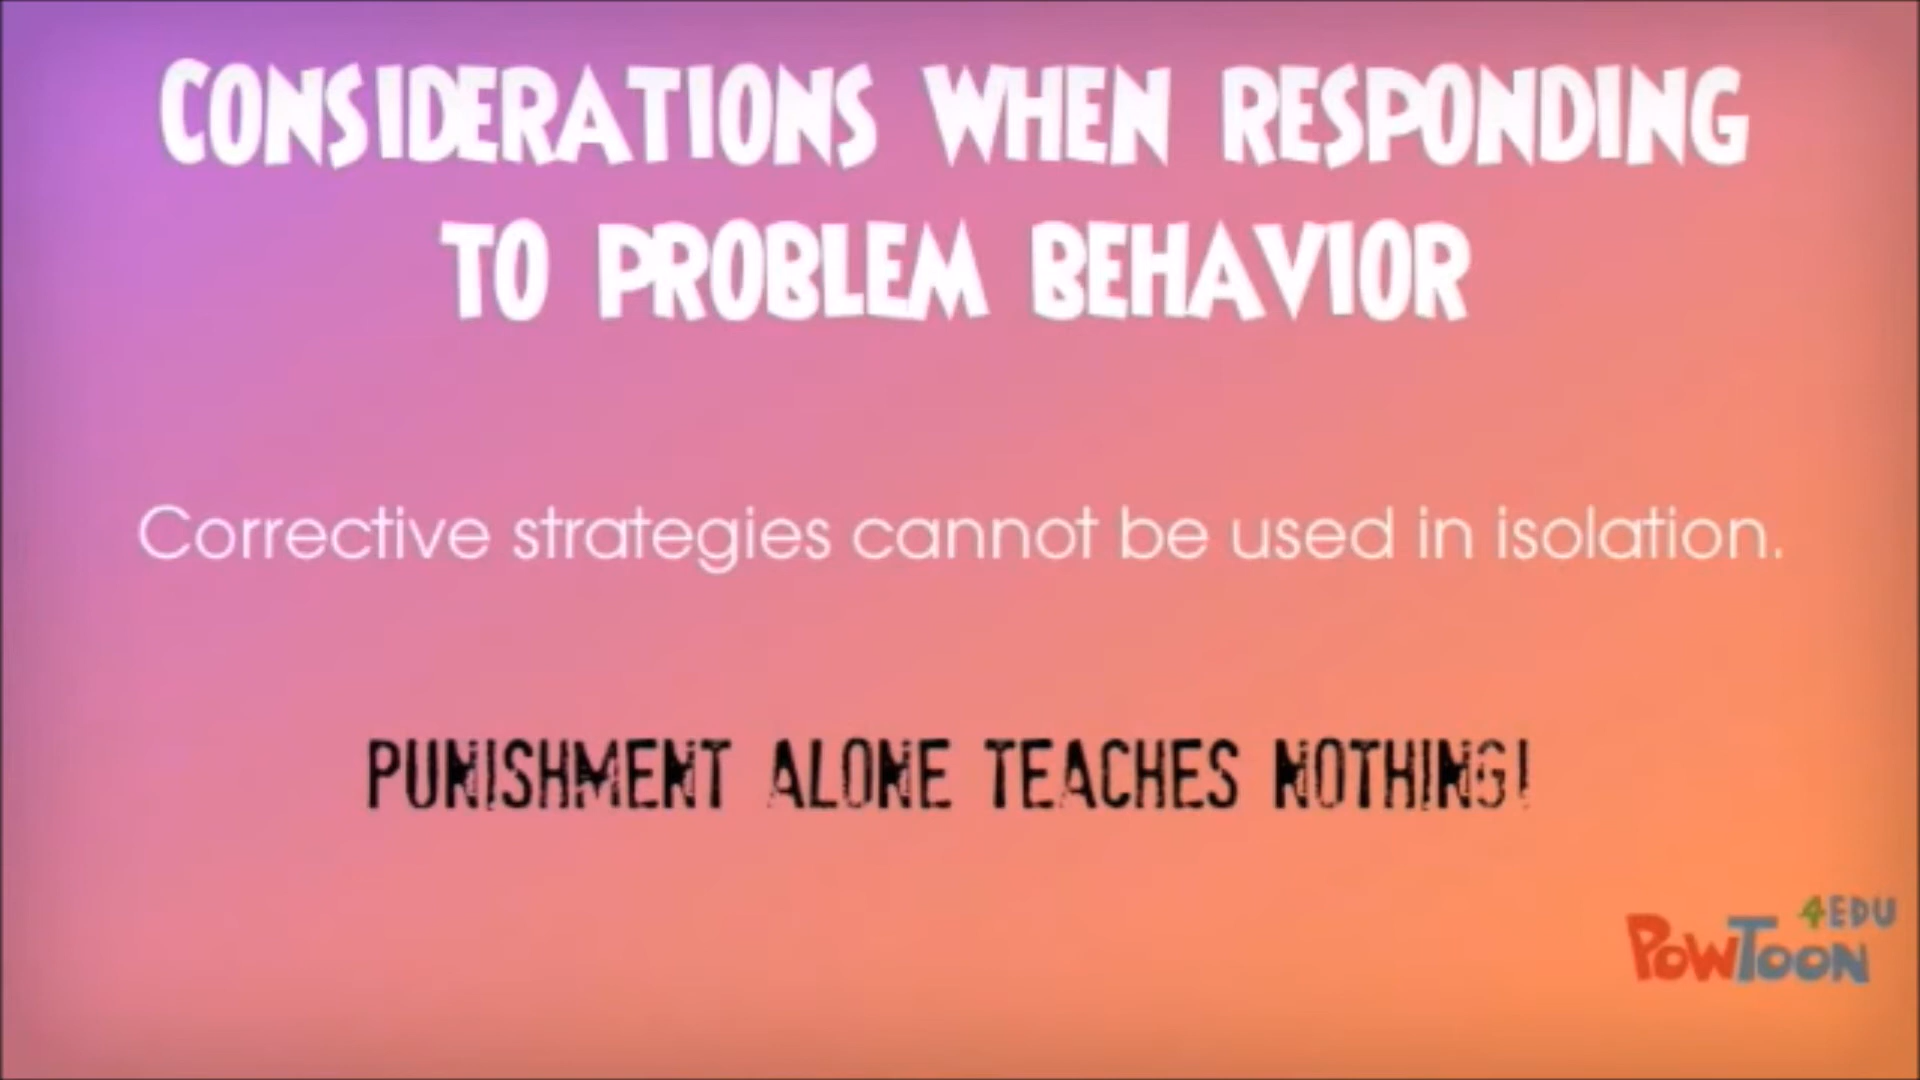 CONSIDERATIONS WHEN RESPONDING
TO PROBLEM BEHAVIOR
Corrective strategies cannot be used in isolation.
PUNISHMENT ALONE TEACHES NOTHING!
4EDU
POWTOON